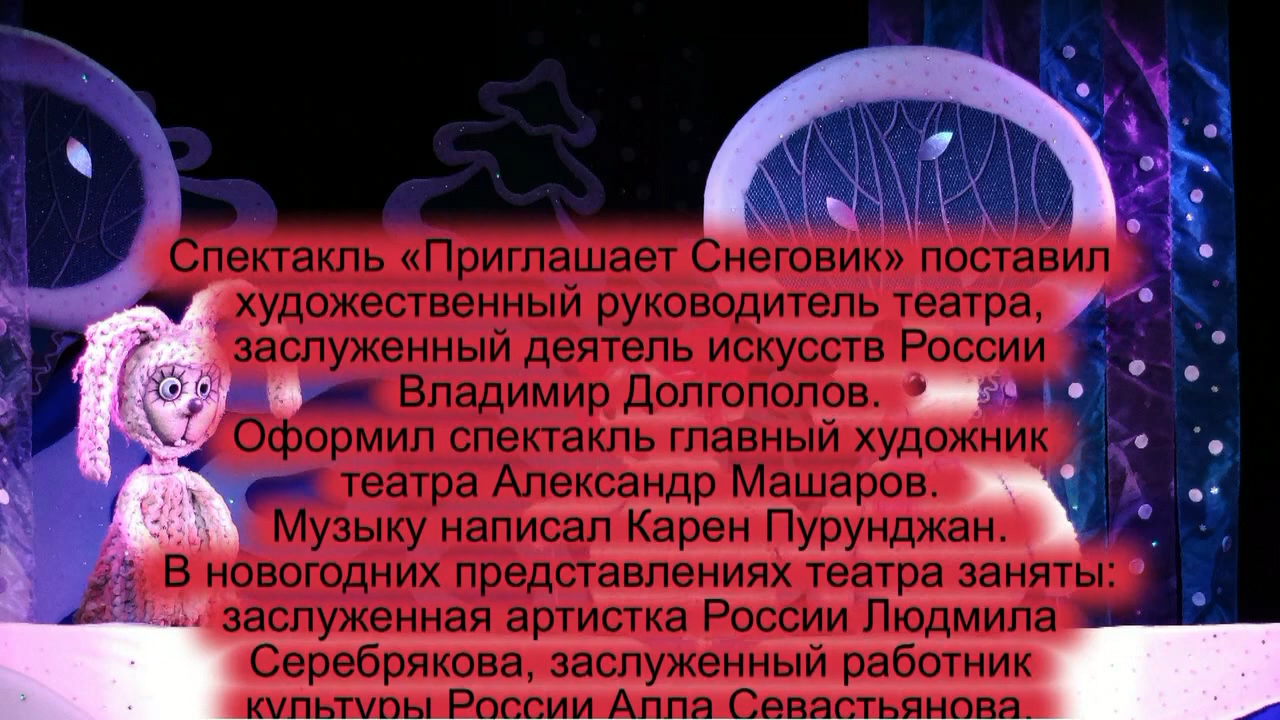 Спектакль «Приглашает Снеговик» поставил
художественный руководитель театра,
заслуженный деятель искусств России
Владимир Долгополов.
Оформил спектакль главный художник
театра Александр Машаров.
Музыку написал Карен Пурунджан.
В новогодних представлениях театра заняты:
заслуженная артистка России Людмила
Серебрякова, заслуженный работник
культуры России Алла Севастьянова,